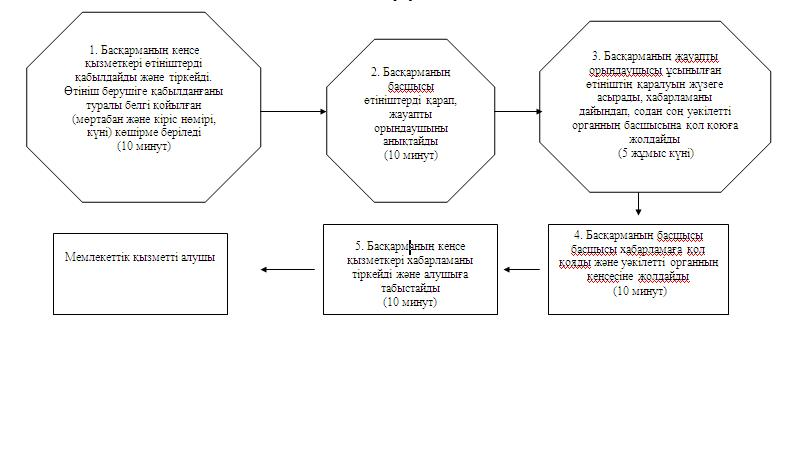 1. Басқарманың кенсе
қызметкері өтініштерді
қабылдайды және тіркейді.
Өтініш берушіге қабылданғаны
туралы белгі қойылған
(мөртабан және кіріс нөмірі,
күні) көшірме беріледі
(10 минут)
2. Басқарманың
басшысы
өтініштерді қарап,
жауапты
орындаушыны
анықтайды
(10 минут)
3. Басқарманың жауапты
орындаушысы ұсынылған
өтініштің қаралуын жүзеге
асырады, хабарламаны
дайындап, содан сон уәкілетті
органның басшысына қол қоюға
жолдайды
(5 жұмыс күні)
4. Басқарманың басшысы
басшысы хабарламаға қол
қояды және уәкілетті органның
кеңсесіне жолдайды
(10 минут)
5. Басқарманың кенсе
қызметкері хабарламаны
тіркейді және алушыға
табыстайды
(10 минут)
Мемлекеттік қызметті алушы